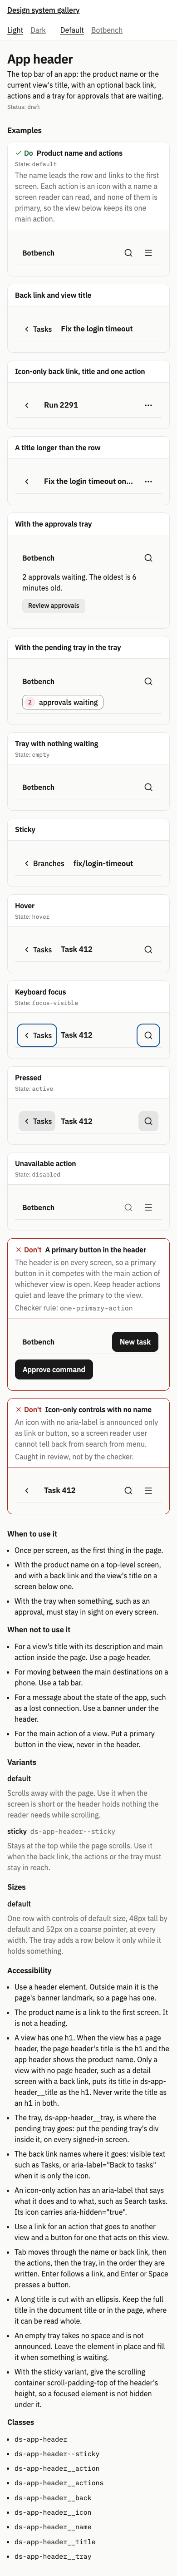 Design system gallery
Light Dark Default Botbench
App header
The top bar of an app: the product name or the
current view's title, with an optional back link,
actions and a tray for approvals that are waiting.
Status: draft
Examples
Do Product name and actions
State: default
The name leads the row and links to the first
screen. Each action is an icon with a name a
screen reader can read, and none of them is
primary, so the view below keeps its one
main action.
Botbench
Back link and view title
Tasks Fix the login timeout
Icon-only back link, title and one action
Run 2291
A title longer than the row
Fix the login timeout on...
With the approvals tray
Botbench
2 approvals waiting. The oldest is 6
minutes old.
Review approvals
With the pending tray in the tray
Botbench
2 approvals waiting
Tray with nothing waiting
State: empty
Botbench
Sticky
Branches fix/login-timeout
Hover
State: hover
Tasks Task 412
Keyboard focus
State: focus-visible
Tasks Task 412
Pressed
State: active
Tasks Task 412
Unavailable action
State: disabled
Botbench
Don't A primary button in the header
The header is on every screen, so a primary
button in it competes with the main action of
whichever view is open. Keep header actions
quiet and leave the primary to the view.
Checker rule: one-primary-action
Botbench New task
Approve command
Don't Icon-only controls with no name
An icon with no aria-label is announced only
as link or button, so a screen reader user
cannot tell back from search from menu.
Caught in review, not by the checker.
Task 412
When to use it
• Once per screen, as the first thing in the page.
• With the product name on a top-level screen,
and with a back link and the view's title on a
screen below one.
• With the tray when something, such as an
approval, must stay in sight on every screen.
When not to use it
• For a view's title with its description and main
action inside the page. Use a page header.
• For moving between the main destinations on a
phone. Use a tab bar.
• For a message about the state of the app, such
as a lost connection. Use a banner under the
header.
• For the main action of a view. Put a primary
button in the view, never in the header.
Variants
default
Scrolls away with the page. Use it when the
screen is short or the header holds nothing the
reader needs while scrolling.
sticky ds-app-header--sticky
Stays at the top while the page scrolls. Use it
when the back link, the actions or the tray must
stay in reach.
Sizes
default
One row with controls of default size, 48px tall by
default and 52px on a coarse pointer, at every
width. The tray adds a row below it only while it
holds something.
Accessibility
• Use a header element. Outside main it is the
page's banner landmark, so a page has one.
• The product name is a link to the first screen. It
is not a heading.
• A view has one h1. When the view has a page
header, the page header's title is the h1 and the
app header shows the product name. Only a
view with no page header, such as a detail
screen with a back link, puts its title in ds-app-
header__title as the h1. Never write the title as
an h1 in both.
• The tray, ds-app-header__tray, is where the
pending tray goes: put the pending tray's div
inside it, on every signed-in screen.
• The back link names where it goes: visible text
such as Tasks, or aria-label="Back to tasks"
when it is only the icon.
• An icon-only action has an aria-label that says
what it does and to what, such as Search tasks.
Its icon carries aria-hidden="true".
• Use a link for an action that goes to another
view and a button for one that acts on this view.
• Tab moves through the name or back link, then
the actions, then the tray, in the order they are
written. Enter follows a link, and Enter or Space
presses a button.
• A long title is cut with an ellipsis. Keep the full
title in the document title or in the page, where
it can be read whole.
• An empty tray takes no space and is not
announced. Leave the element in place and fill
it when something is waiting.
• With the sticky variant, give the scrolling
container scroll-padding-top of the header's
height, so a focused element is not hidden
under it.
Classes
• ds-app-header
• ds-app-header--sticky
• ds-app-header__action
• ds-app-header__actions
• ds-app-header__back
• ds-app-header__icon
• ds-app-header__name
• ds-app-header__title
• ds-app-header__tray